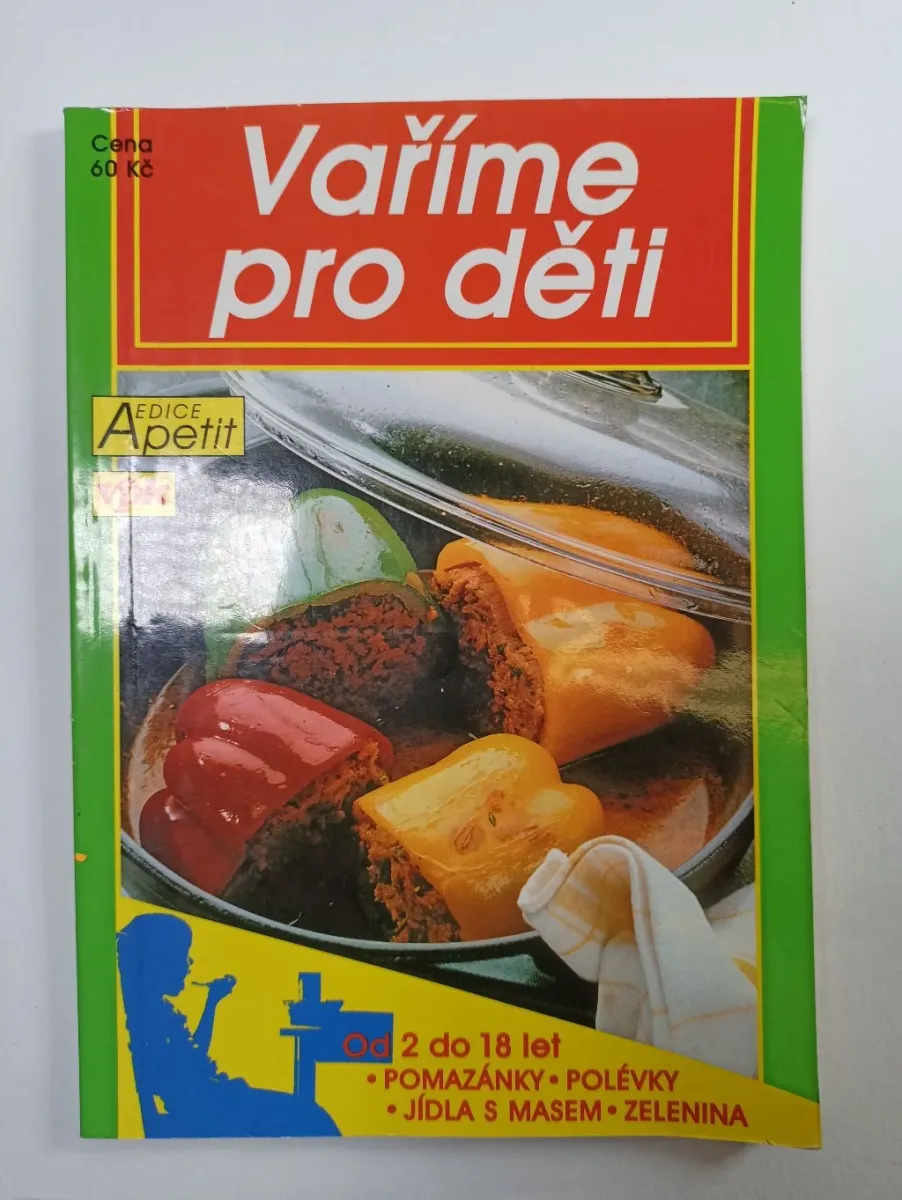 Cena
60 Kč
Vaříme
pro děti
EDICE
Apetit
Od 2 do 18 let
• POMAZÁNKY • POLÉVKY
• JÍDLA S MASEM • ZELENINA